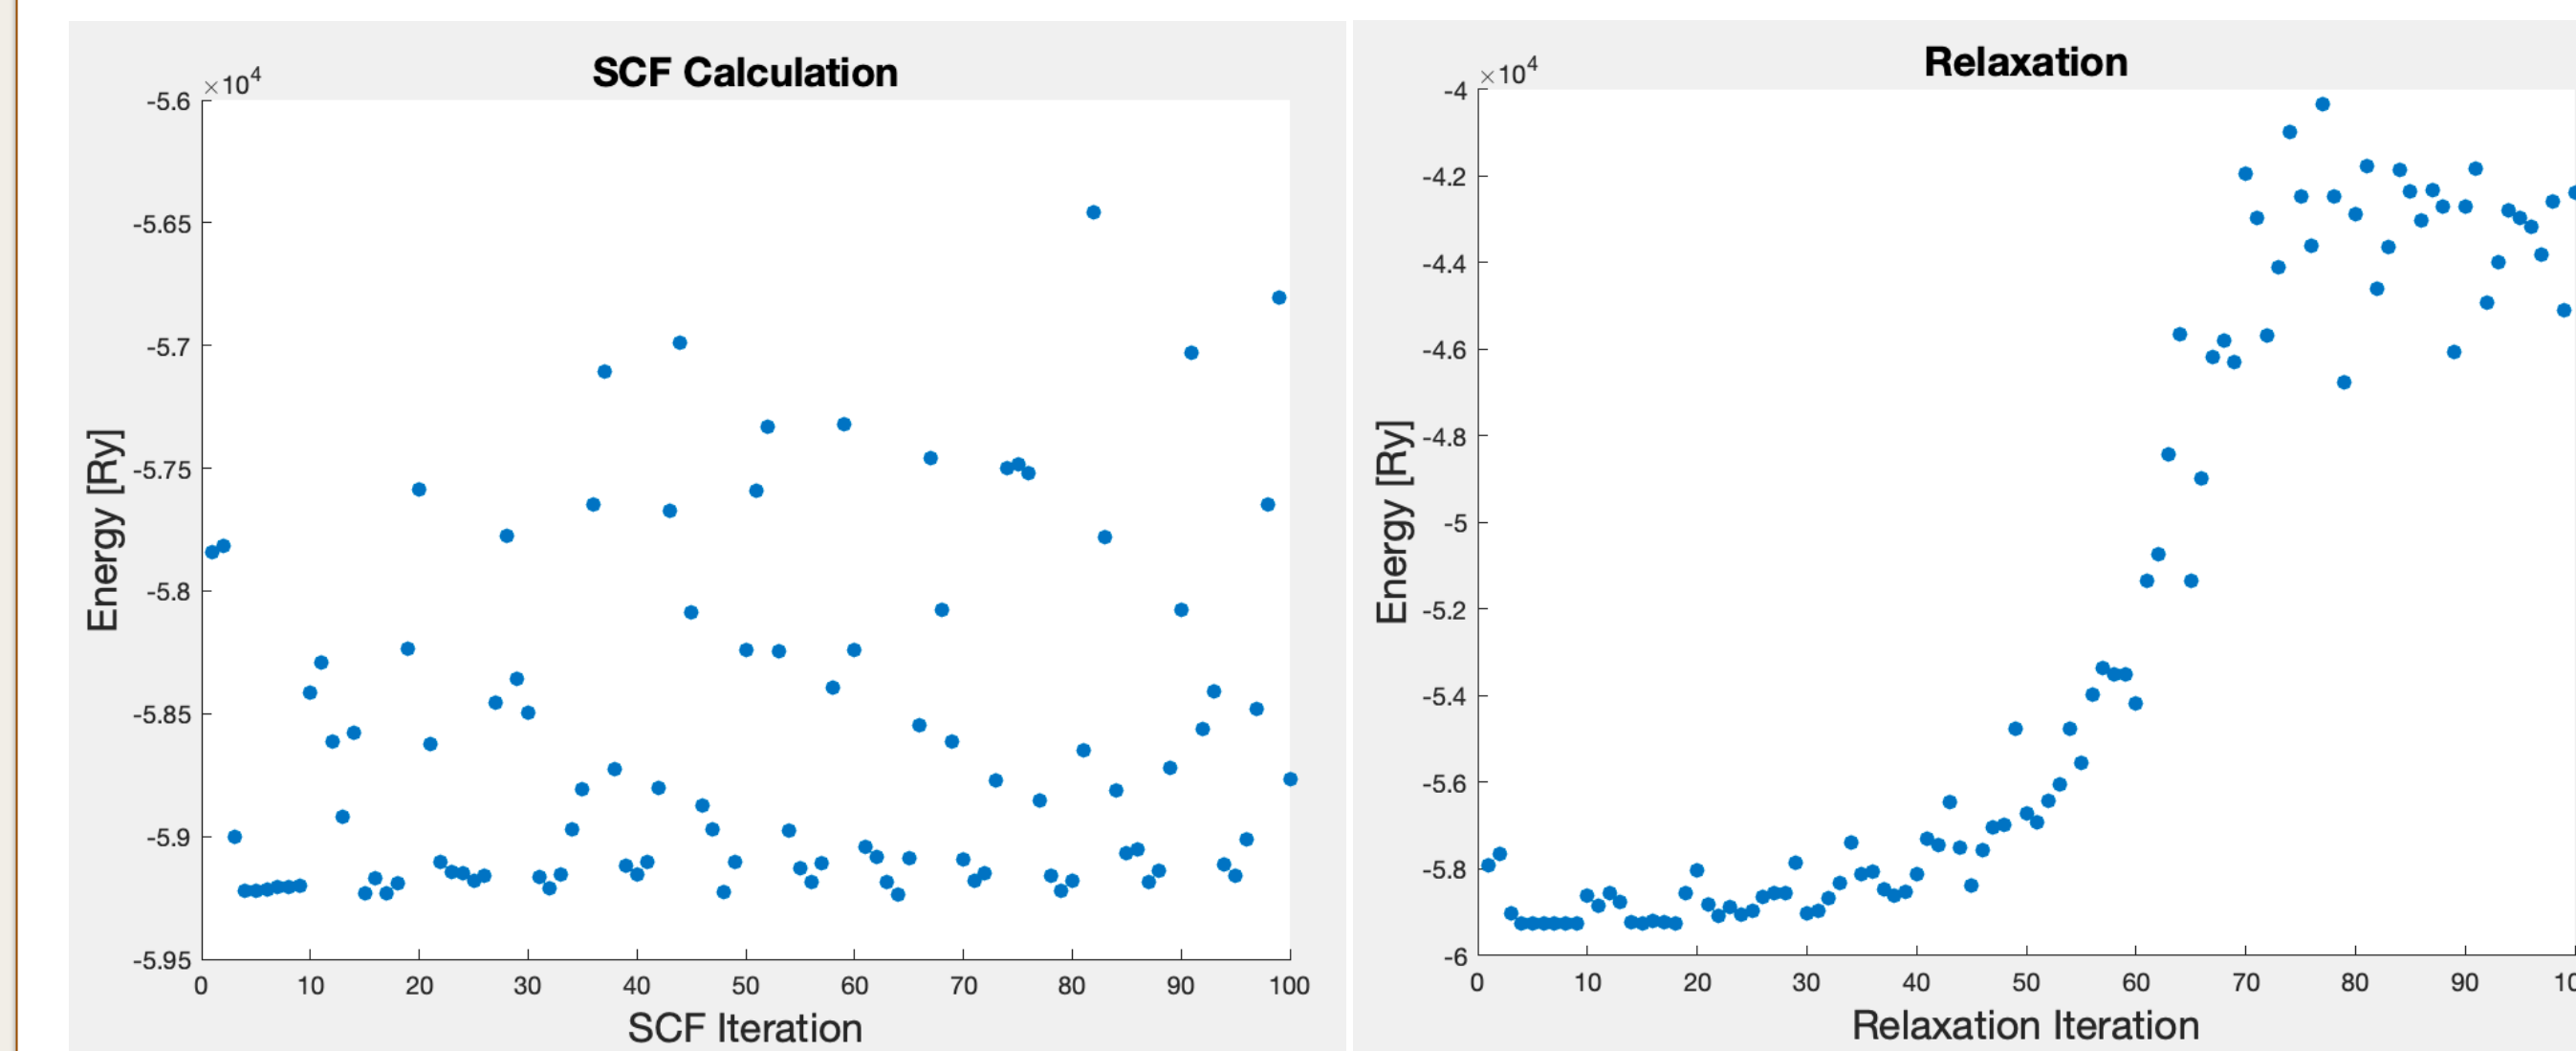 SCF Calculation
×10⁴
-5.6
-5.65
-5.7
-5.75
-5.8
-5.85
-5.9
-5.95
Energy [Ry]
0 10 20 30 40 50 60 70 80 90 100
SCF Iteration
Relaxation
×10⁴
-4
-4.2
-4.4
-4.6
-4.8
-5
-5.2
-5.4
-5.6
-5.8
-6
Energy [Ry]
0 10 20 30 40 50 60 70 80 90 10
Relaxation Iteration